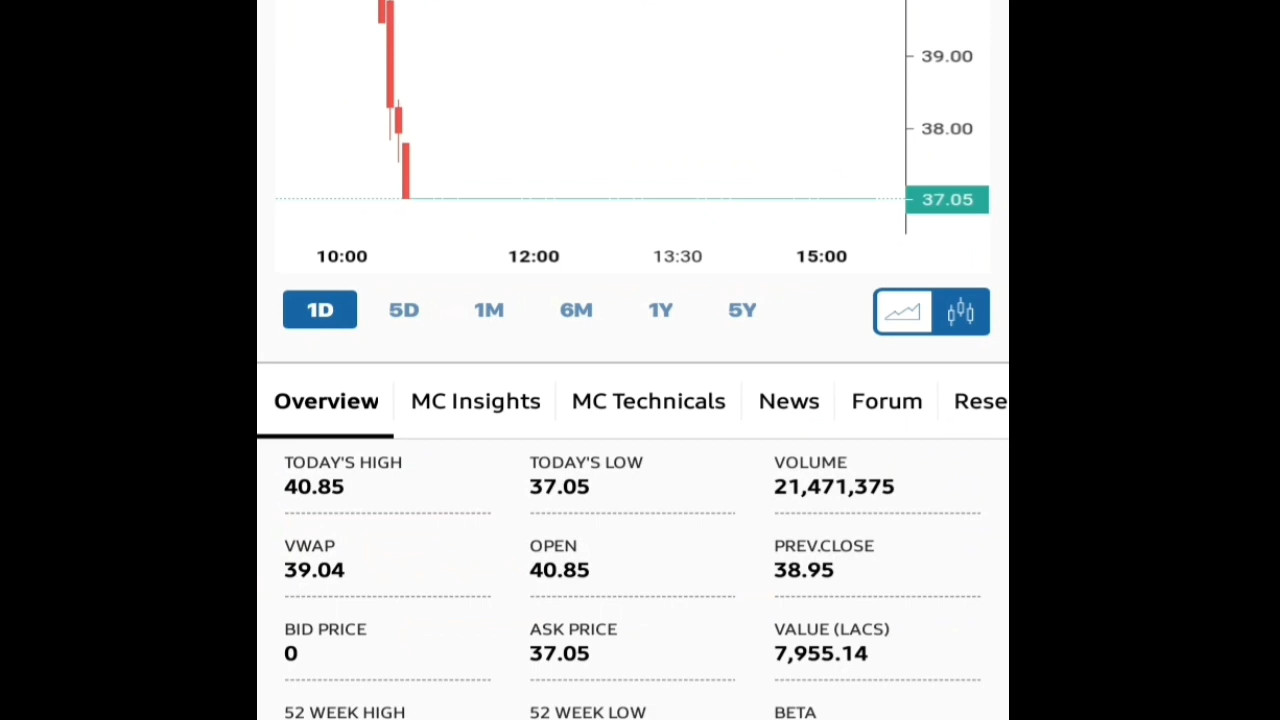 39.00
38.00
37.05
10:00 12:00 13:30 15:00
1D 5D 1M 6M 1Y 5Y
Overview MC Insights MC Technicals News Forum Rese
TODAY'S HIGH TODAY'S LOW VOLUME
40.85 37.05 21,471,375
VWAP OPEN PREV.CLOSE
39.04 40.85 38.95
BID PRICE ASK PRICE VALUE (LACS)
0 37.05 7,955.14
52 WEEK HIGH 52 WEEK LOW BETA